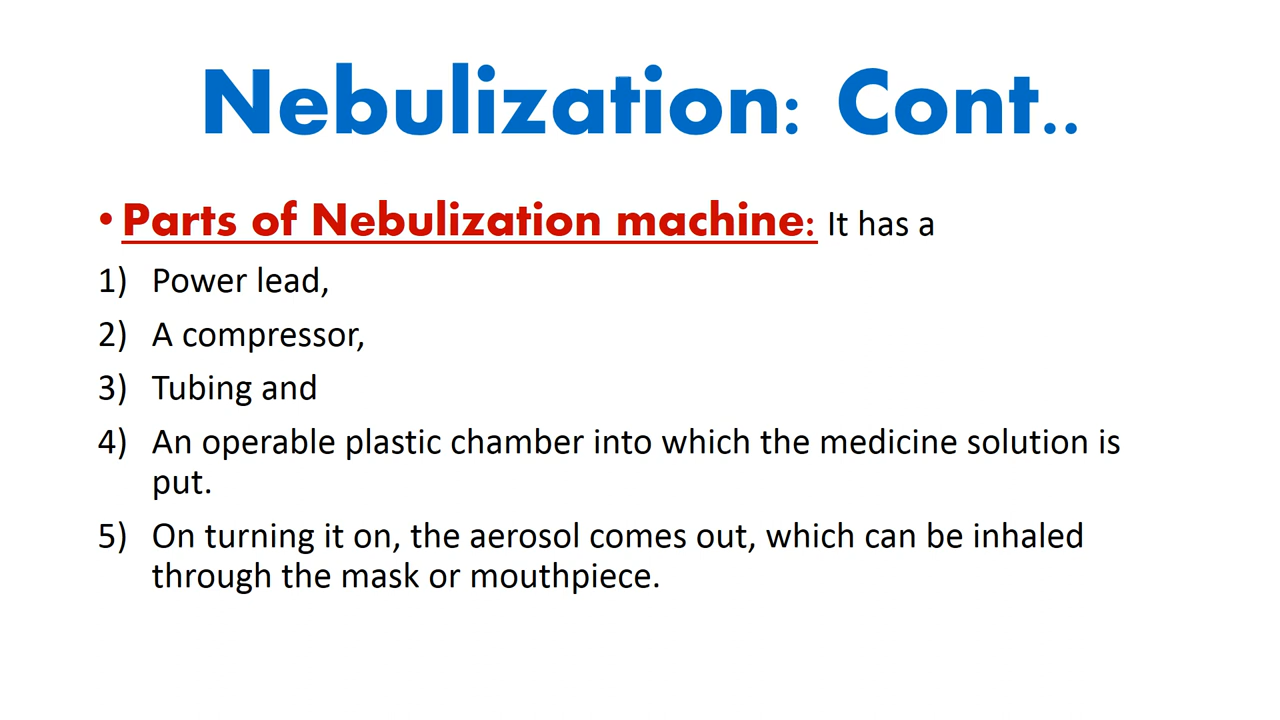 Nebulization: Cont..
• Parts of Nebulization machine: It has a
1) Power lead,
2) A compressor,
3) Tubing and
4) An operable plastic chamber into which the medicine solution is
put.
5) On turning it on, the aerosol comes out, which can be inhaled
through the mask or mouthpiece.